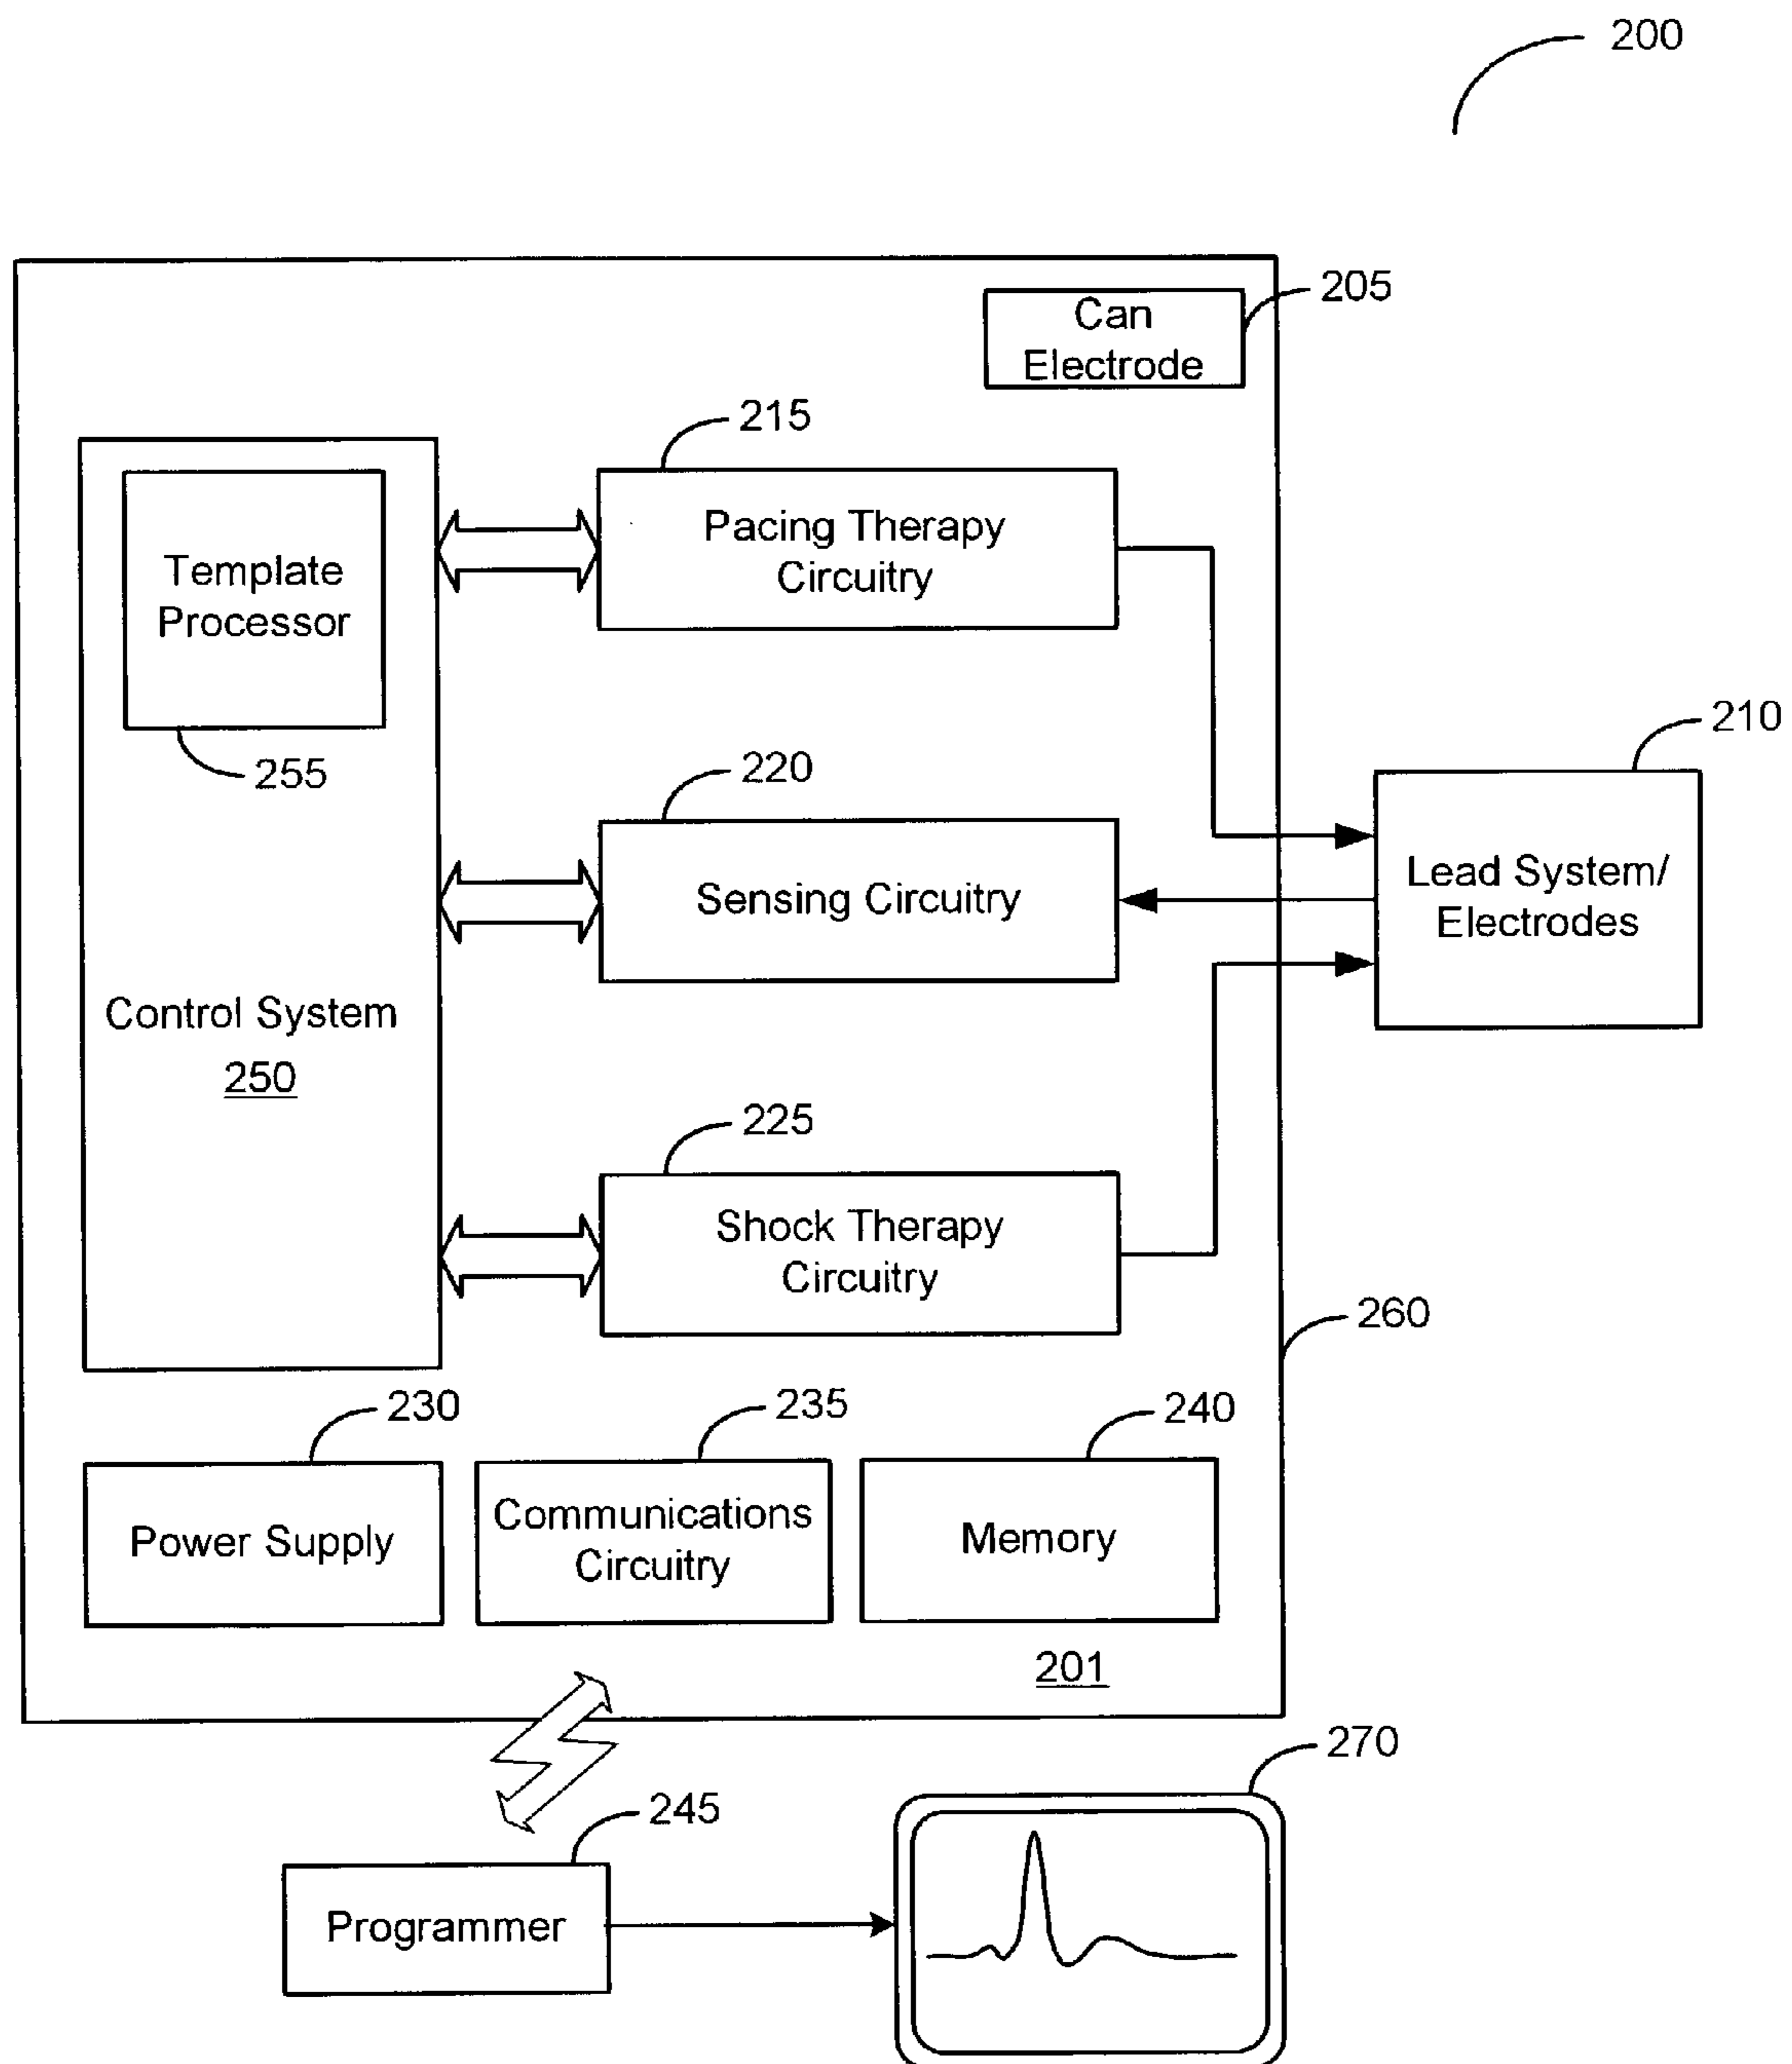 200
205
Can
Electrode
215
Pacing Therapy
Circuitry
Template
Processor
255
210
220
Lead System/
Electrodes
Sensing Circuitry
Control System
250
225
Shock Therapy
Circuitry
260
230
235
240
Power Supply
Communications
Circuitry
Memory
201
270
245
Programmer